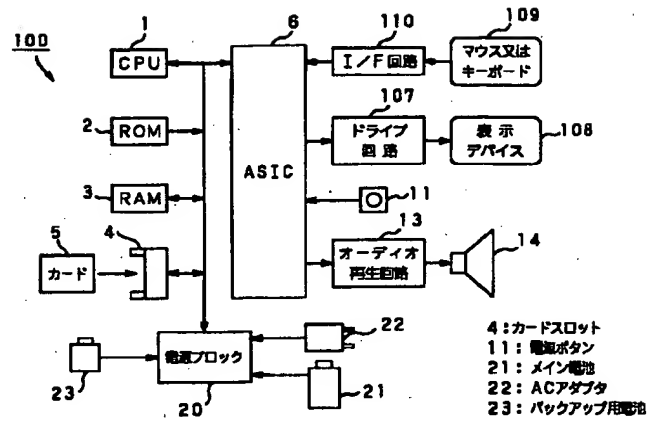 100
1
CPU
2
ROM
3
RAM
5
カード
4
6
ASIC
110
I/F回路
109
マウス又は
キーボード
107
ドライブ
回路
108
表示
デバイス
11
13
オーディオ
再生回路
14
電源ブロック
20
23
22
21
4:カードスロット
11:電源ボタン
21:メイン電池
22:ACアダプタ
23:バックアップ用電池